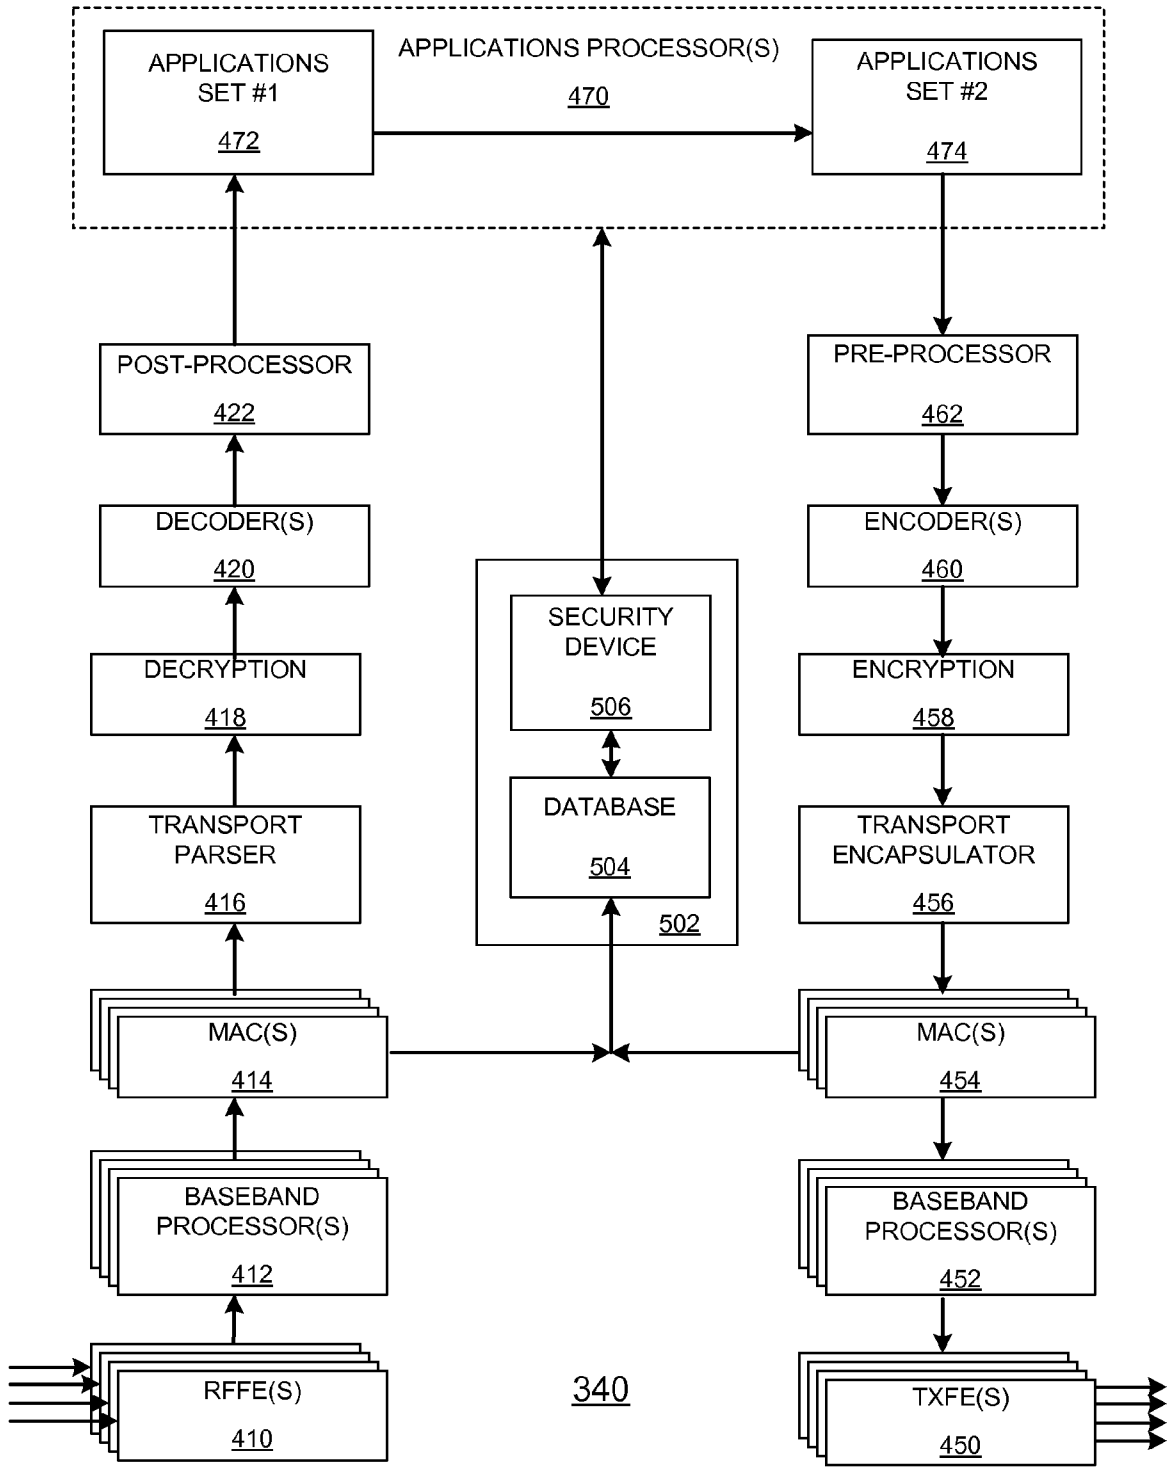 APPLICATIONS PROCESSOR(S)
470
APPLICATIONS
SET #1
472
APPLICATIONS
SET #2
474
POST-PROCESSOR
422
PRE-PROCESSOR
462
DECODER(S)
420
ENCODER(S)
460
SECURITY
DEVICE
506
DECRYPTION
418
ENCRYPTION
458
DATABASE
504
502
TRANSPORT
PARSER
416
TRANSPORT
ENCAPSULATOR
456
MAC(S)
414
MAC(S)
454
BASEBAND
PROCESSOR(S)
412
BASEBAND
PROCESSOR(S)
452
RFFE(S)
410
340
TXFE(S)
450